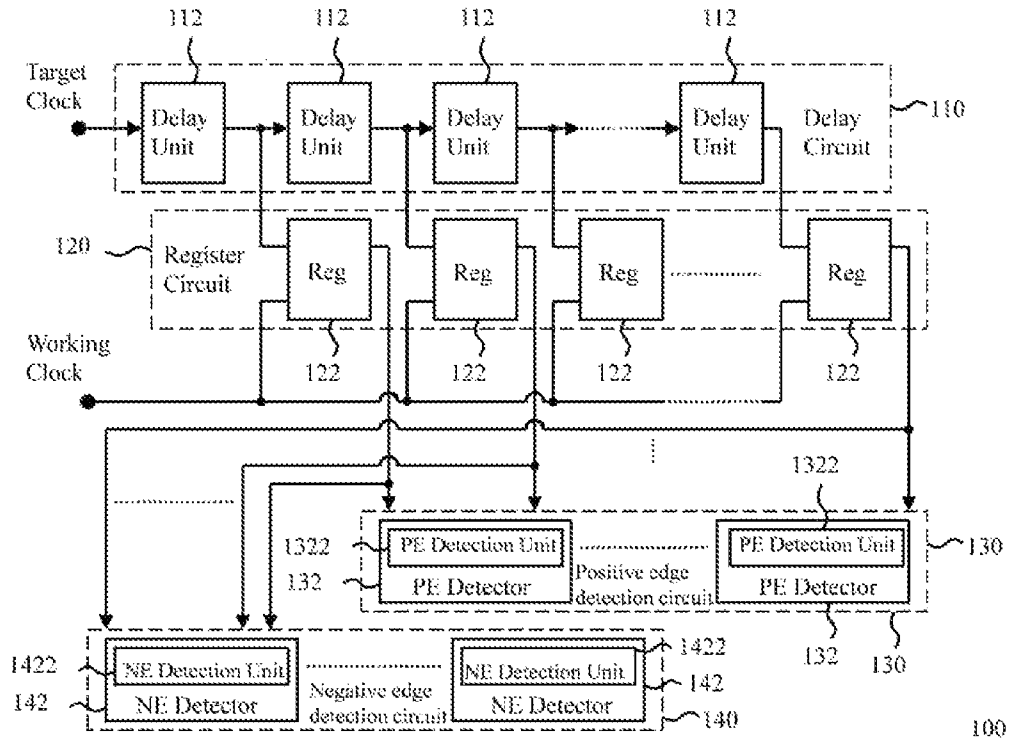 112
112
112
112
Target
Clock
Delay
Unit
Delay
Unit
Delay
Unit
Delay
Unit
Delay
Circuit
110
120
Register
Circuit
Reg
Reg
Reg
Reg
Working
Clock
122
122
122
122
1322
1322
PE Detection Unit
PE Detection Unit
130
132
PE Detector
Positive edge
detection circuit
PE Detector
132
130
1422
NE Detection Unit
NE Detection Unit
1422
142
NE Detector
Negative edge
detection circuit
NE Detector
142
140
100